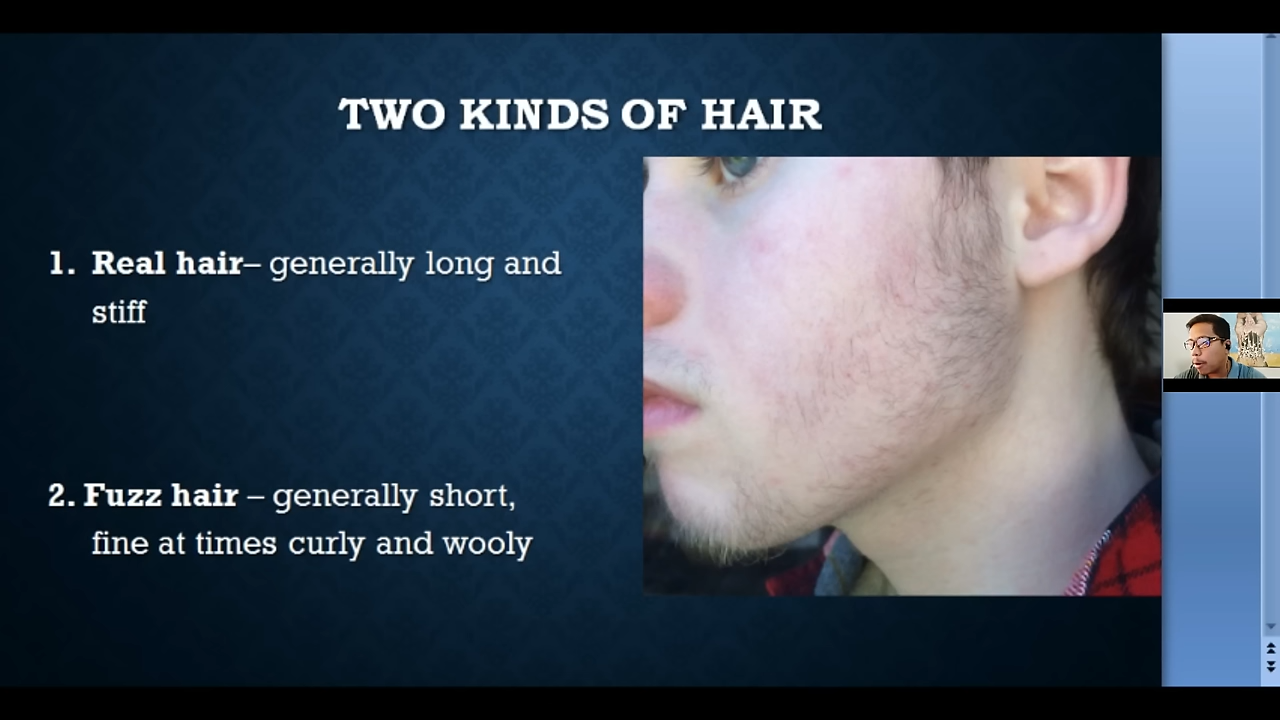 TWO KINDS OF HAIR
1. Real hair– generally long and
stiff
2. Fuzz hair – generally short,
fine at times curly and wooly